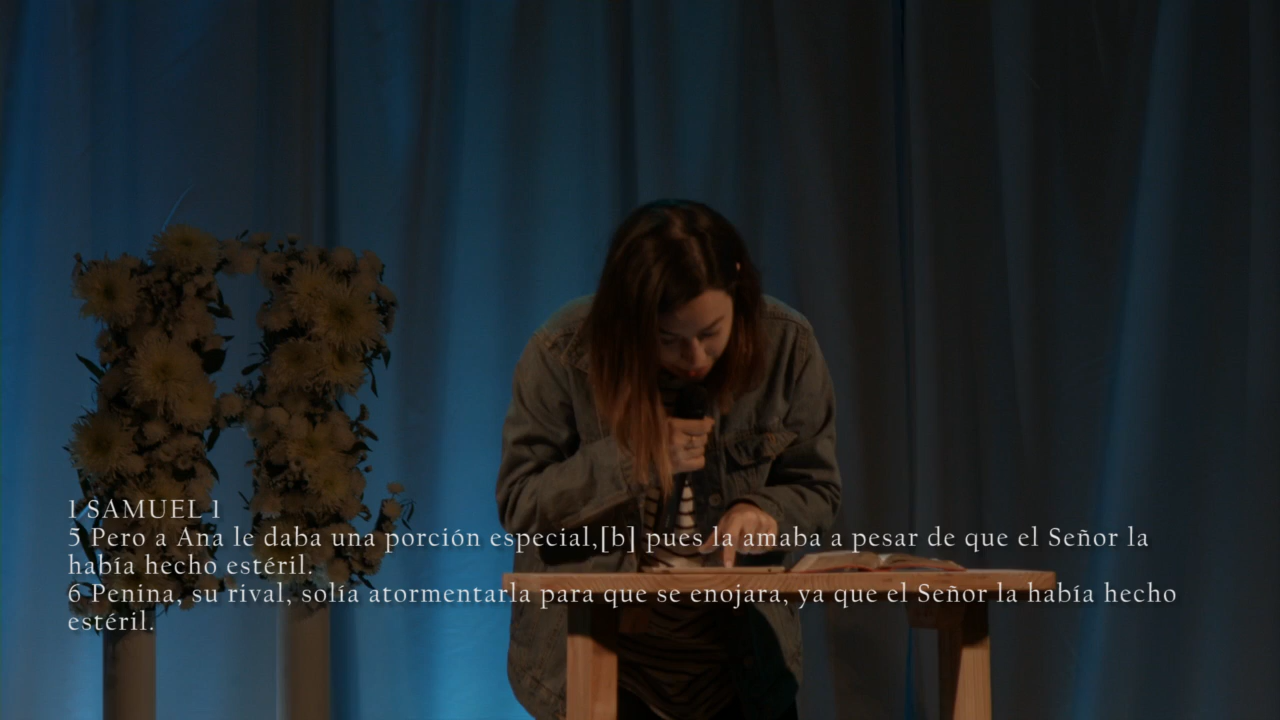 1 SAMUEL 1
5 Pero a Ana le daba una porción especial,[b] pues la amaba a pesar de que el Señor la
había hecho estéril.
6 Penina, su rival, solía atormentarla para que se enojara, ya que el Señor la había hecho
estéril.